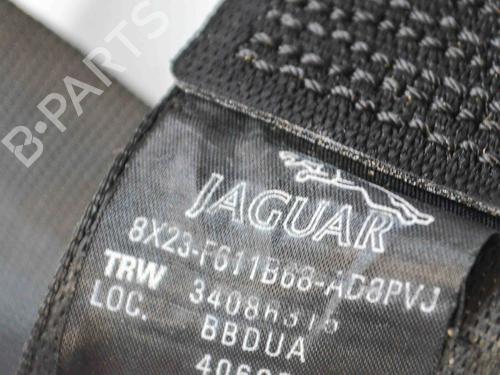 B·PARTS
JAGUAR
8X23-F611B68-AD8PVJ
TRW
LOC.
BBDUA